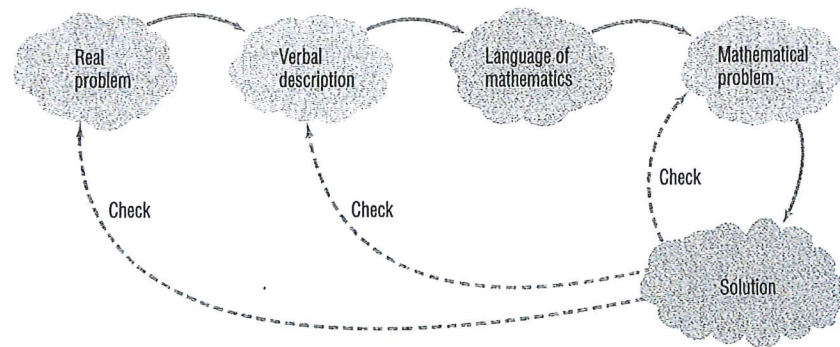 Real
problem
Verbal
description
Language of
mathematics
Mathematical
problem
Check
Check
Check
Solution